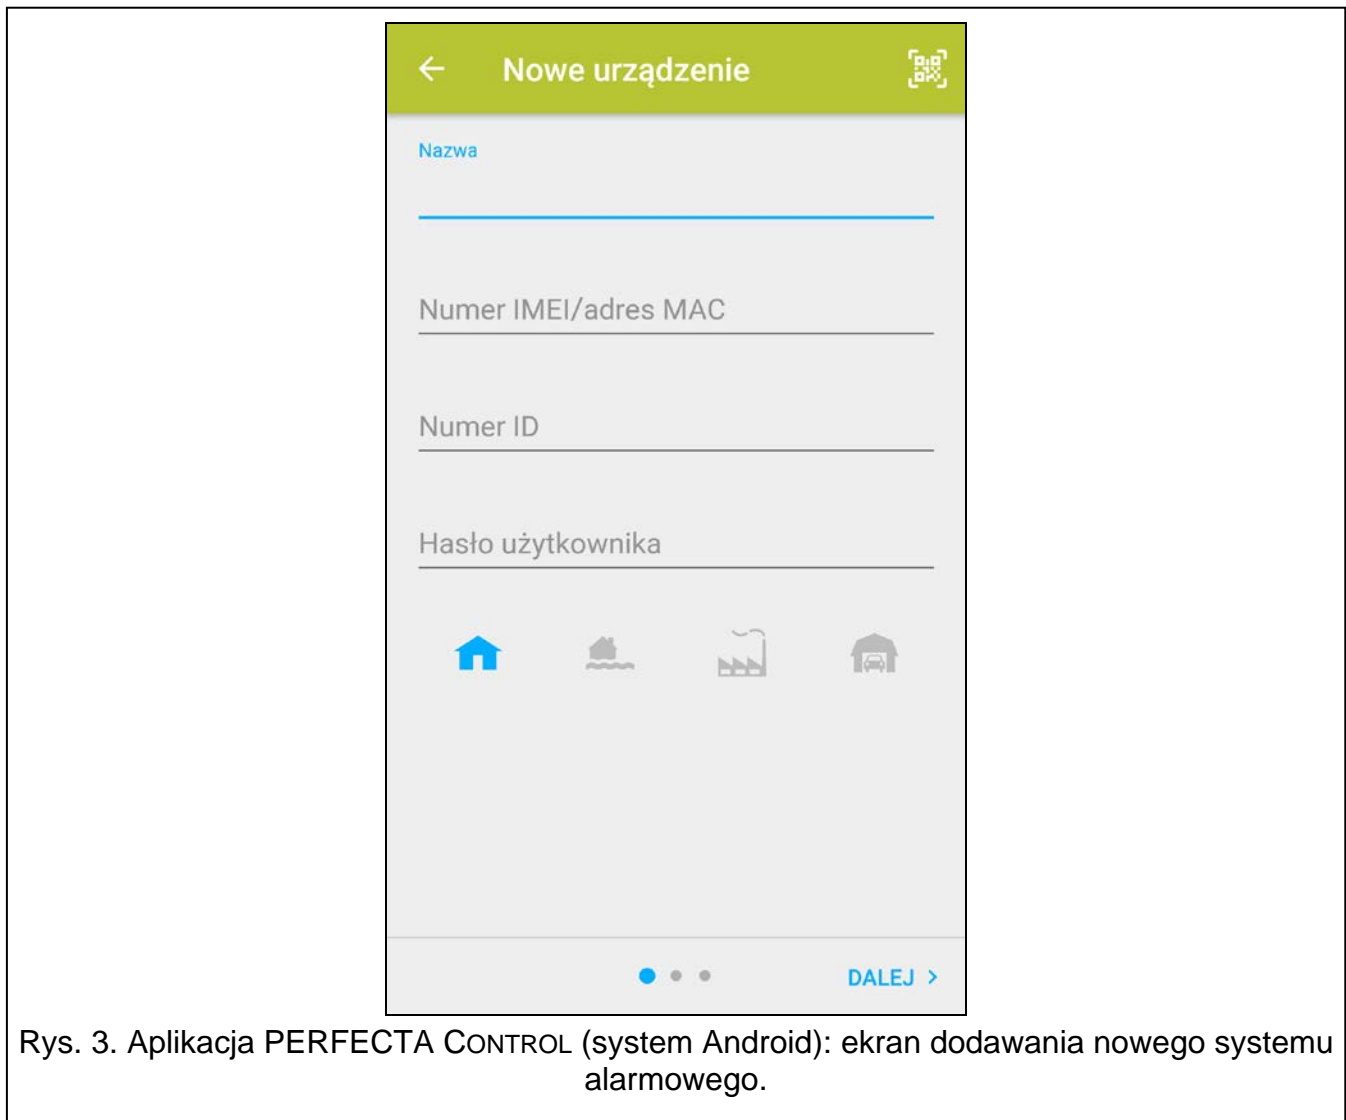 Nowe urządzenie
Nazwa
Numer IMEI/adres MAC
Numer ID
Hasło użytkownika
DALEJ >
Rys. 3. Aplikacja PERFECTA CONTROL (system Android): ekran dodawania nowego systemu
alarmowego.